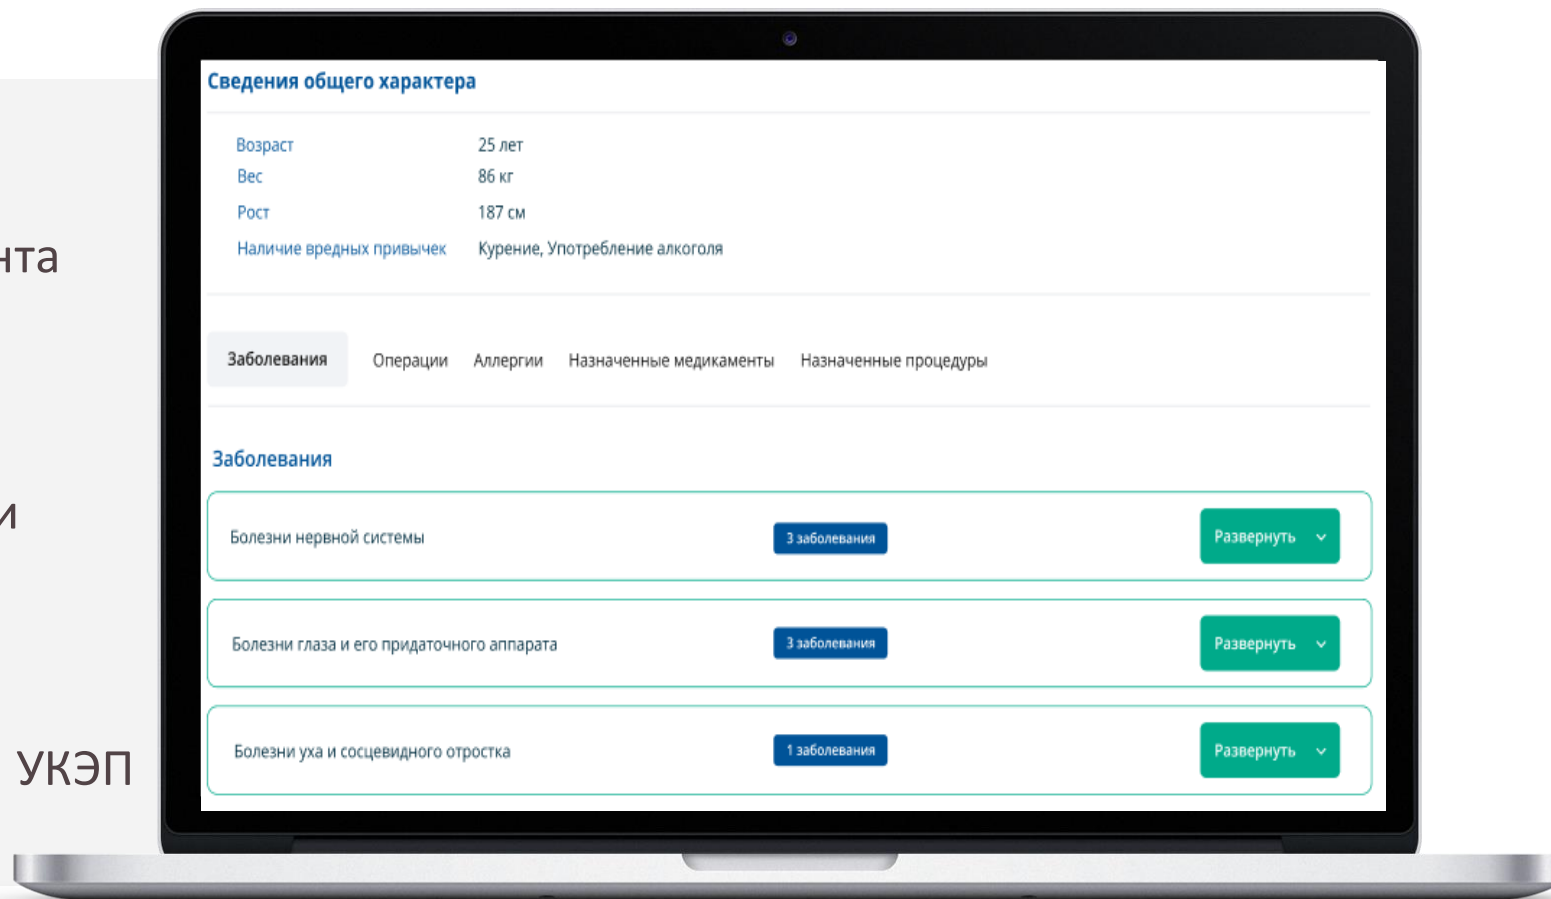 Сведения общего характера
Возраст 25 лет
Вес 86 кг
Рост 187 см
Наличие вредных привычек Курение, Употребление алкоголя
Заболевания Операции Аллергии Назначенные медикаменты Назначенные процедуры
Заболевания
Болезни нервной системы 3 заболевания Развернуть
Болезни глаза и его придаточного аппарата 3 заболевания Развернуть
Болезни уха и сосцевидного отростка 1 заболевания Развернуть
УКЭП